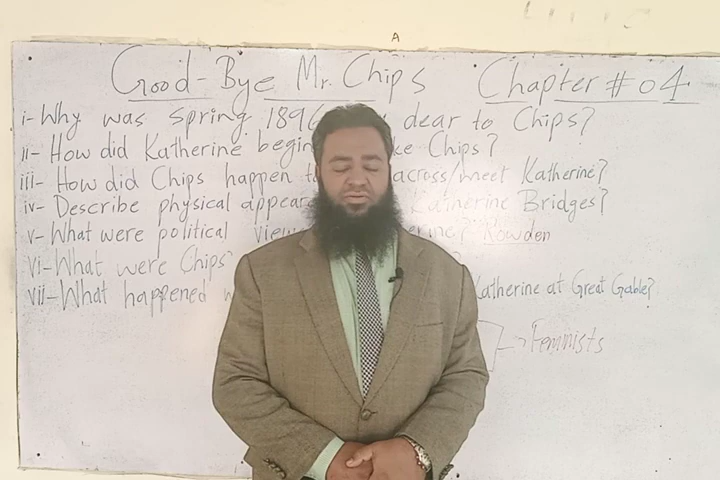 A
Good-Bye Mr. Chips Chapter # 04
i- Why was spring 1896 dear to Chips?
ii- How did Katherine begin ke Chips?
iii- How did Chips happen t across/meet Katherine?
iv- Describe physical appear Katherine Bridges?
v- What were political view erine? Rowden
vi- What were Chips' ?
vii- What happened w Katherine at Great Gable?
Feminists